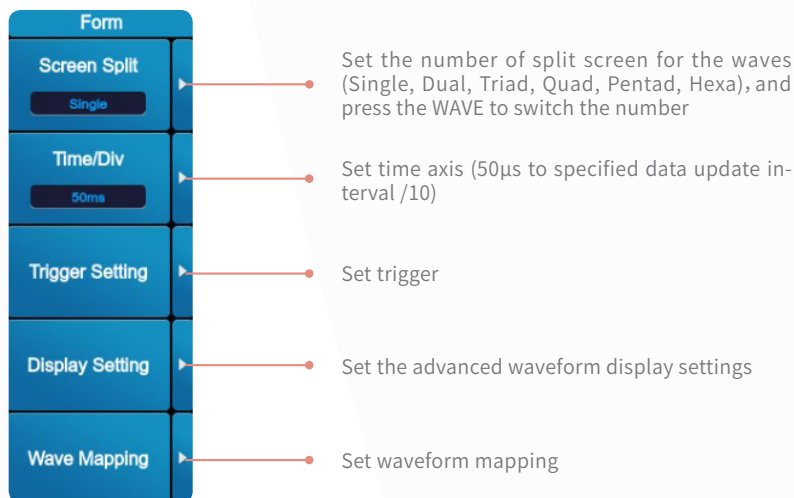 Form
Screen Split
Single
Set the number of split screen for the waves
(Single, Dual, Triad, Quad, Pentad, Hexa), and
press the WAVE to switch the number
Time/Div
50ms
Set time axis (50μs to specified data update in-
terval /10)
Trigger Setting
Set trigger
Display Setting
Set the advanced waveform display settings
Wave Mapping
Set waveform mapping